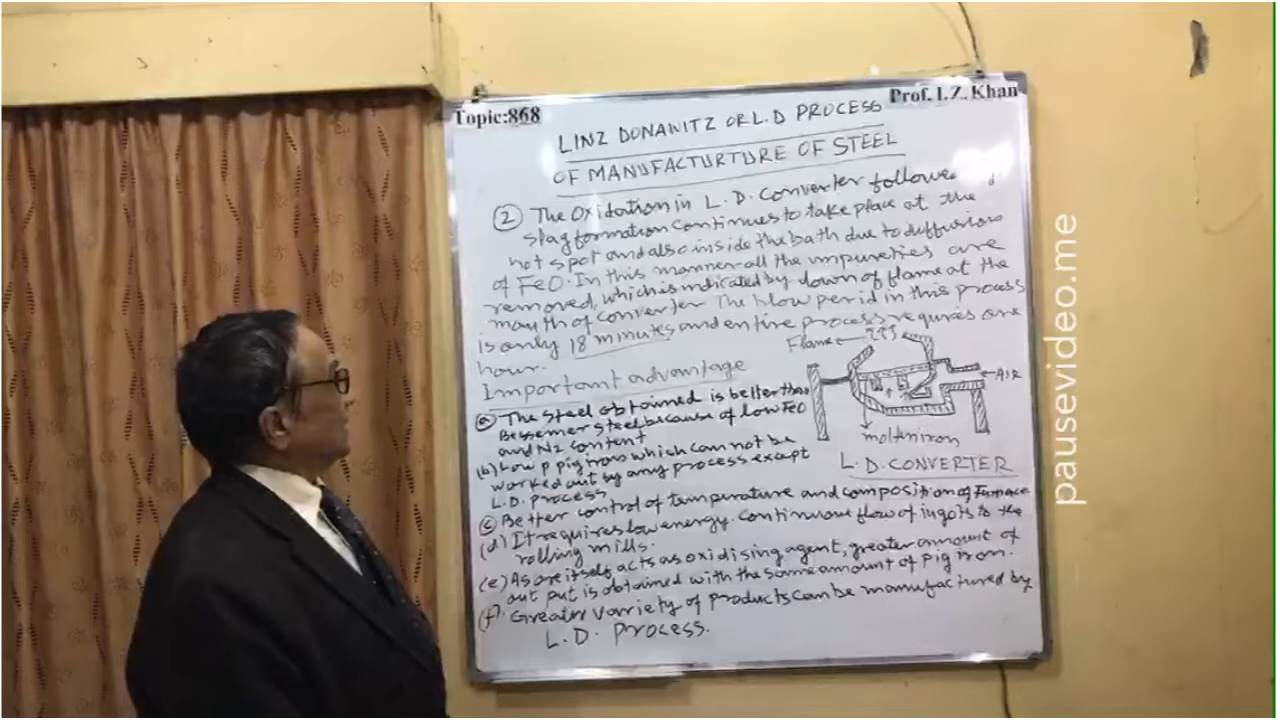 Topic:868
Prof. I.Z. Khan
LINZ DONAWITZ OR L.D PROCESS
OF MANUFACTURTURE OF STEEL
(2) The Oxidation in L.D. Converter followed
slag formation continues to take place at the
hot spot and also inside the bath due to diffusion
of FeO. In this manner all the impureties are
removed, which is indicated by down of flame at the
mouth of converter The blow perid in this process
is only 18 minutes and entire process requires one
hour.
Important advantage
(a) The steel obtained is better than
Bessemer steel because of low FeO
and N2 content
(b) Low P pig irons which can not be
worked out by any process except
L.D. process
(c) Better control of temperature and composition of Furnace
(d) It requires low energy. continuous flow of ingots to the
rolling mills.
(e) As ore itself acts as oxidising agent, greater amount of
out put is obtained with the same amount of pig iron.
(f) Greater variety of products can be manufactured by
L.D. Process.
Flame
Air
molten iron
L.D. CONVERTER
pausevideo.me